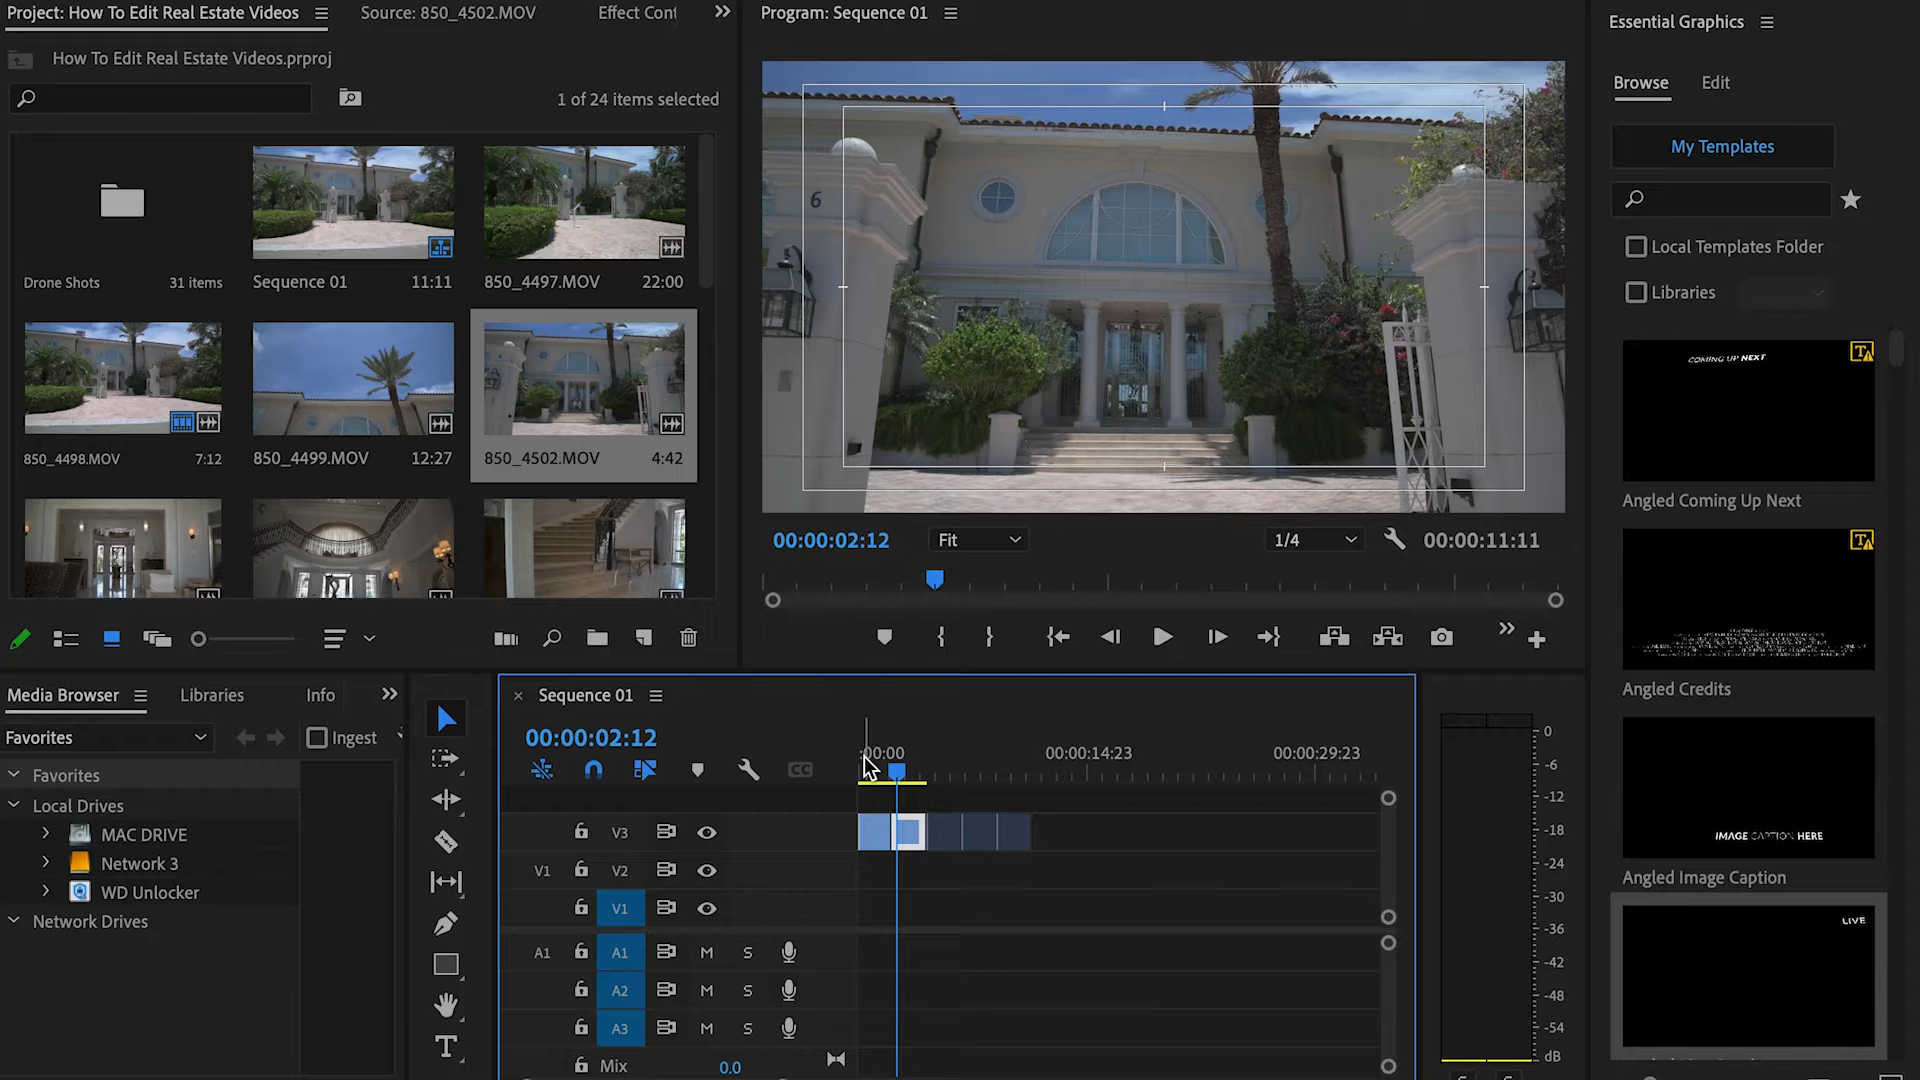 Project: How To Edit Real Estate Videos
Source: 850_4502.MOV
Effect Cont
How To Edit Real Estate Videos.prproj
1 of 24 items selected
Drone Shots 31 items
Sequence 01 11:11
850_4497.MOV 22:00
850_4498.MOV 7:12
850_4499.MOV 12:27
850_4502.MOV 4:42
Program: Sequence 01
6
00:00:02:12
Fit
1/4
00:00:11:11
Essential Graphics
Browse
Edit
My Templates
Local Templates Folder
Libraries
COMING UP NEXT
Angled Coming Up Next
Angled Credits
IMAGE CAPTION HERE
Angled Image Caption
LIVE
Media Browser
Libraries
Info
Favorites
Ingest
Favorites
Local Drives
MAC DRIVE
Network 3
WD Unlocker
Network Drives
T
Sequence 01
00:00:02:12
:00:00
00:00:14:23
00:00:29:23
CC
V3
V1 V2
V1
A1 A1 M S
A2 M S
A3 M S
Mix 0.0
0
-6
-12
-18
-24
-30
-36
-42
-48
-54
dB